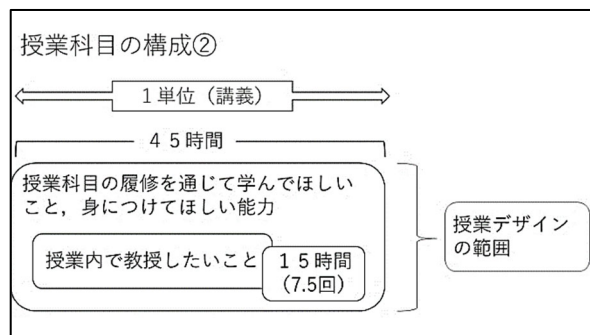 授業科目の構成②
１単位（講義）
４５時間
授業科目の履修を通じて学んでほしい
こと，身につけてほしい能力
授業内で教授したいこと
１５時間
(7.5回)
授業デザイン
の範囲